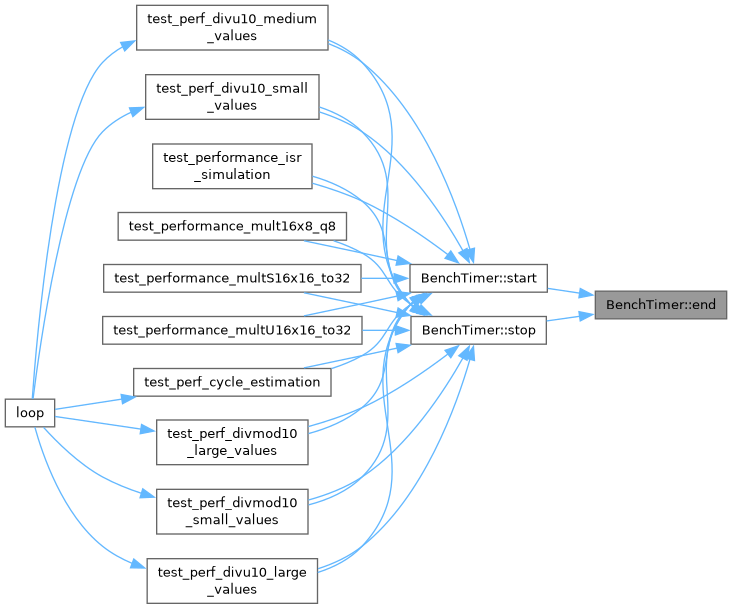 test_perf_divu10_medium
_values
test_perf_divu10_small
_values
test_performance_isr
_simulation
test_performance_mult16x8_q8
BenchTimer::start
test_performance_multS16x16_to32
BenchTimer::end
test_performance_multU16x16_to32
BenchTimer::stop
test_perf_cycle_estimation
loop
test_perf_divmod10
_large_values
test_perf_divmod10
_small_values
test_perf_divu10_large
_values